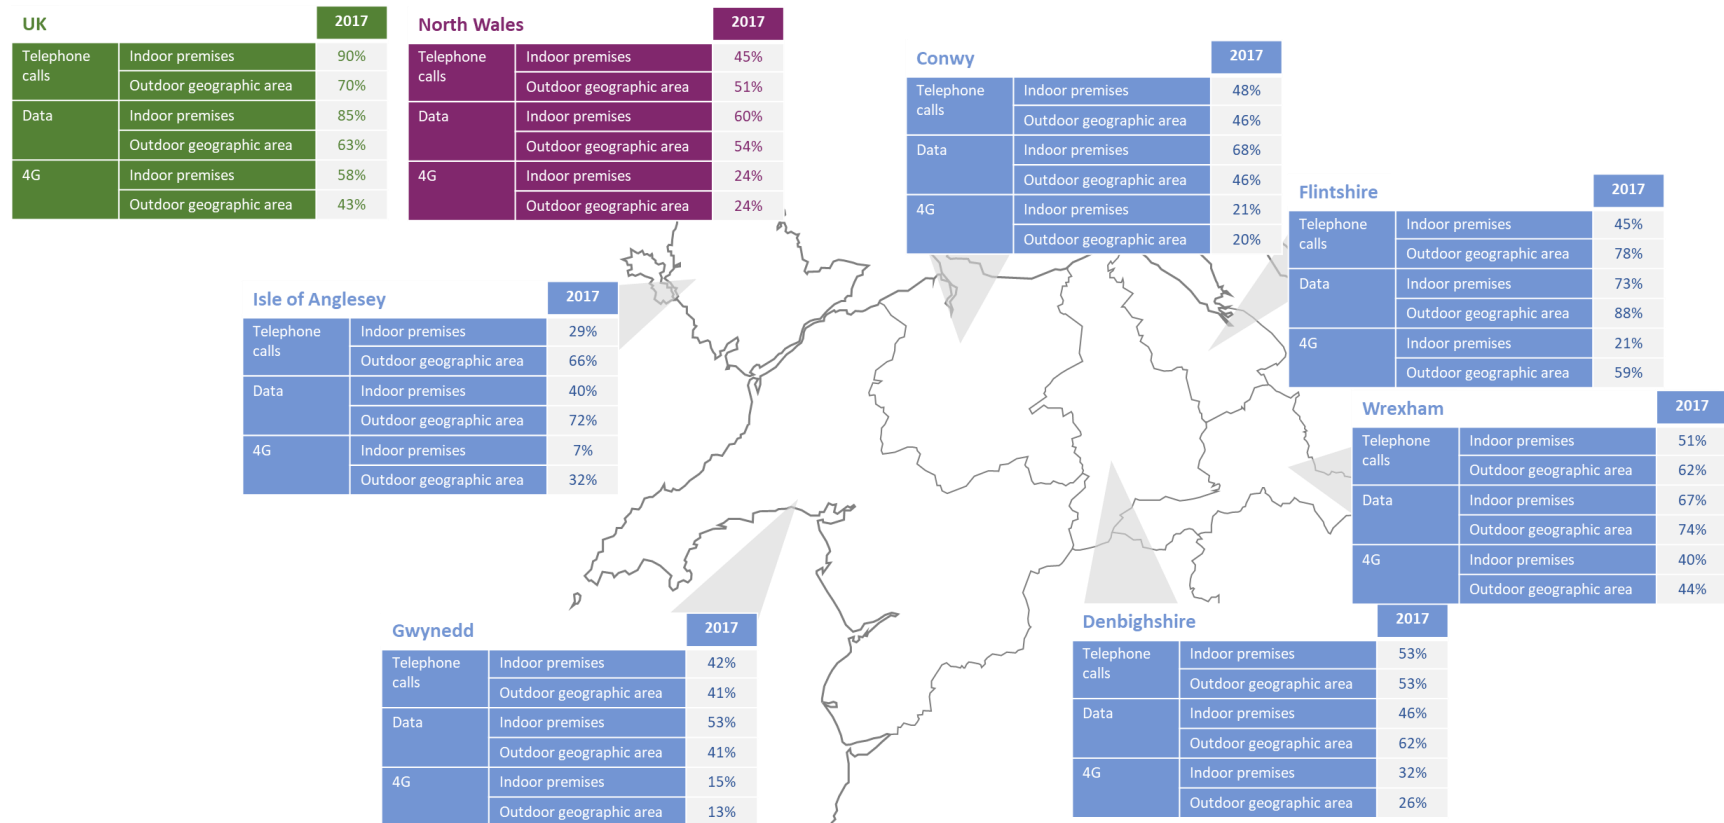 UK 2017
Telephone calls Indoor premises 90%
Outdoor geographic area 70%
Data Indoor premises 85%
Outdoor geographic area 63%
4G Indoor premises 58%
Outdoor geographic area 43%
North Wales 2017
Telephone calls Indoor premises 45%
Outdoor geographic area 51%
Data Indoor premises 60%
Outdoor geographic area 54%
4G Indoor premises 24%
Outdoor geographic area 24%
Conwy 2017
Telephone calls Indoor premises 48%
Outdoor geographic area 46%
Data Indoor premises 68%
Outdoor geographic area 46%
4G Indoor premises 21%
Outdoor geographic area 20%
Flintshire 2017
Telephone calls Indoor premises 45%
Outdoor geographic area 78%
Data Indoor premises 73%
Outdoor geographic area 88%
4G Indoor premises 21%
Outdoor geographic area 59%
Isle of Anglesey 2017
Telephone calls Indoor premises 29%
Outdoor geographic area 66%
Data Indoor premises 40%
Outdoor geographic area 72%
4G Indoor premises 7%
Outdoor geographic area 32%
Wrexham 2017
Telephone calls Indoor premises 51%
Outdoor geographic area 62%
Data Indoor premises 67%
Outdoor geographic area 74%
4G Indoor premises 40%
Outdoor geographic area 44%
Gwynedd 2017
Telephone calls Indoor premises 42%
Outdoor geographic area 41%
Data Indoor premises 53%
Outdoor geographic area 41%
4G Indoor premises 15%
Outdoor geographic area 13%
Denbighshire 2017
Telephone calls Indoor premises 53%
Outdoor geographic area 53%
Data Indoor premises 46%
Outdoor geographic area 62%
4G Indoor premises 32%
Outdoor geographic area 26%